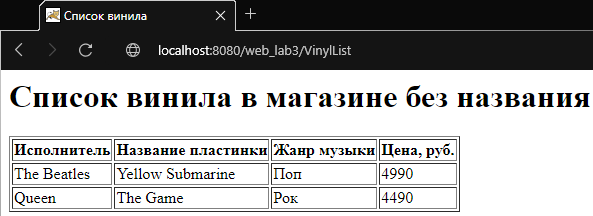 Список винила
localhost:8080/web_lab3/VinylList
Список винила в магазине без названия
Исполнитель Название пластинки Жанр музыки Цена, руб.
The Beatles Yellow Submarine Поп 4990
Queen The Game Рок 4490